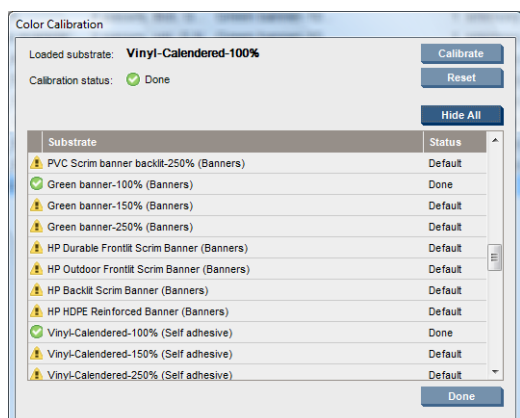 Color Calibration
Loaded substrate: Vinyl-Calendered-100% Calibrate
Calibration status: Done Reset
Hide All
Substrate Status
PVC Scrim banner backlit-250% (Banners) Default
Green banner-100% (Banners) Done
Green banner-150% (Banners) Default
Green banner-250% (Banners) Default
HP Durable Frontlit Scrim Banner (Banners) Default
HP Outdoor Frontlit Scrim Banner (Banners) Default
HP Backlit Scrim Banner (Banners) Default
HP HDPE Reinforced Banner (Banners) Default
Vinyl-Calendered-100% (Self adhesive) Done
Vinyl-Calendered-150% (Self adhesive) Default
Vinyl-Calendered-250% (Self adhesive) Default
Done